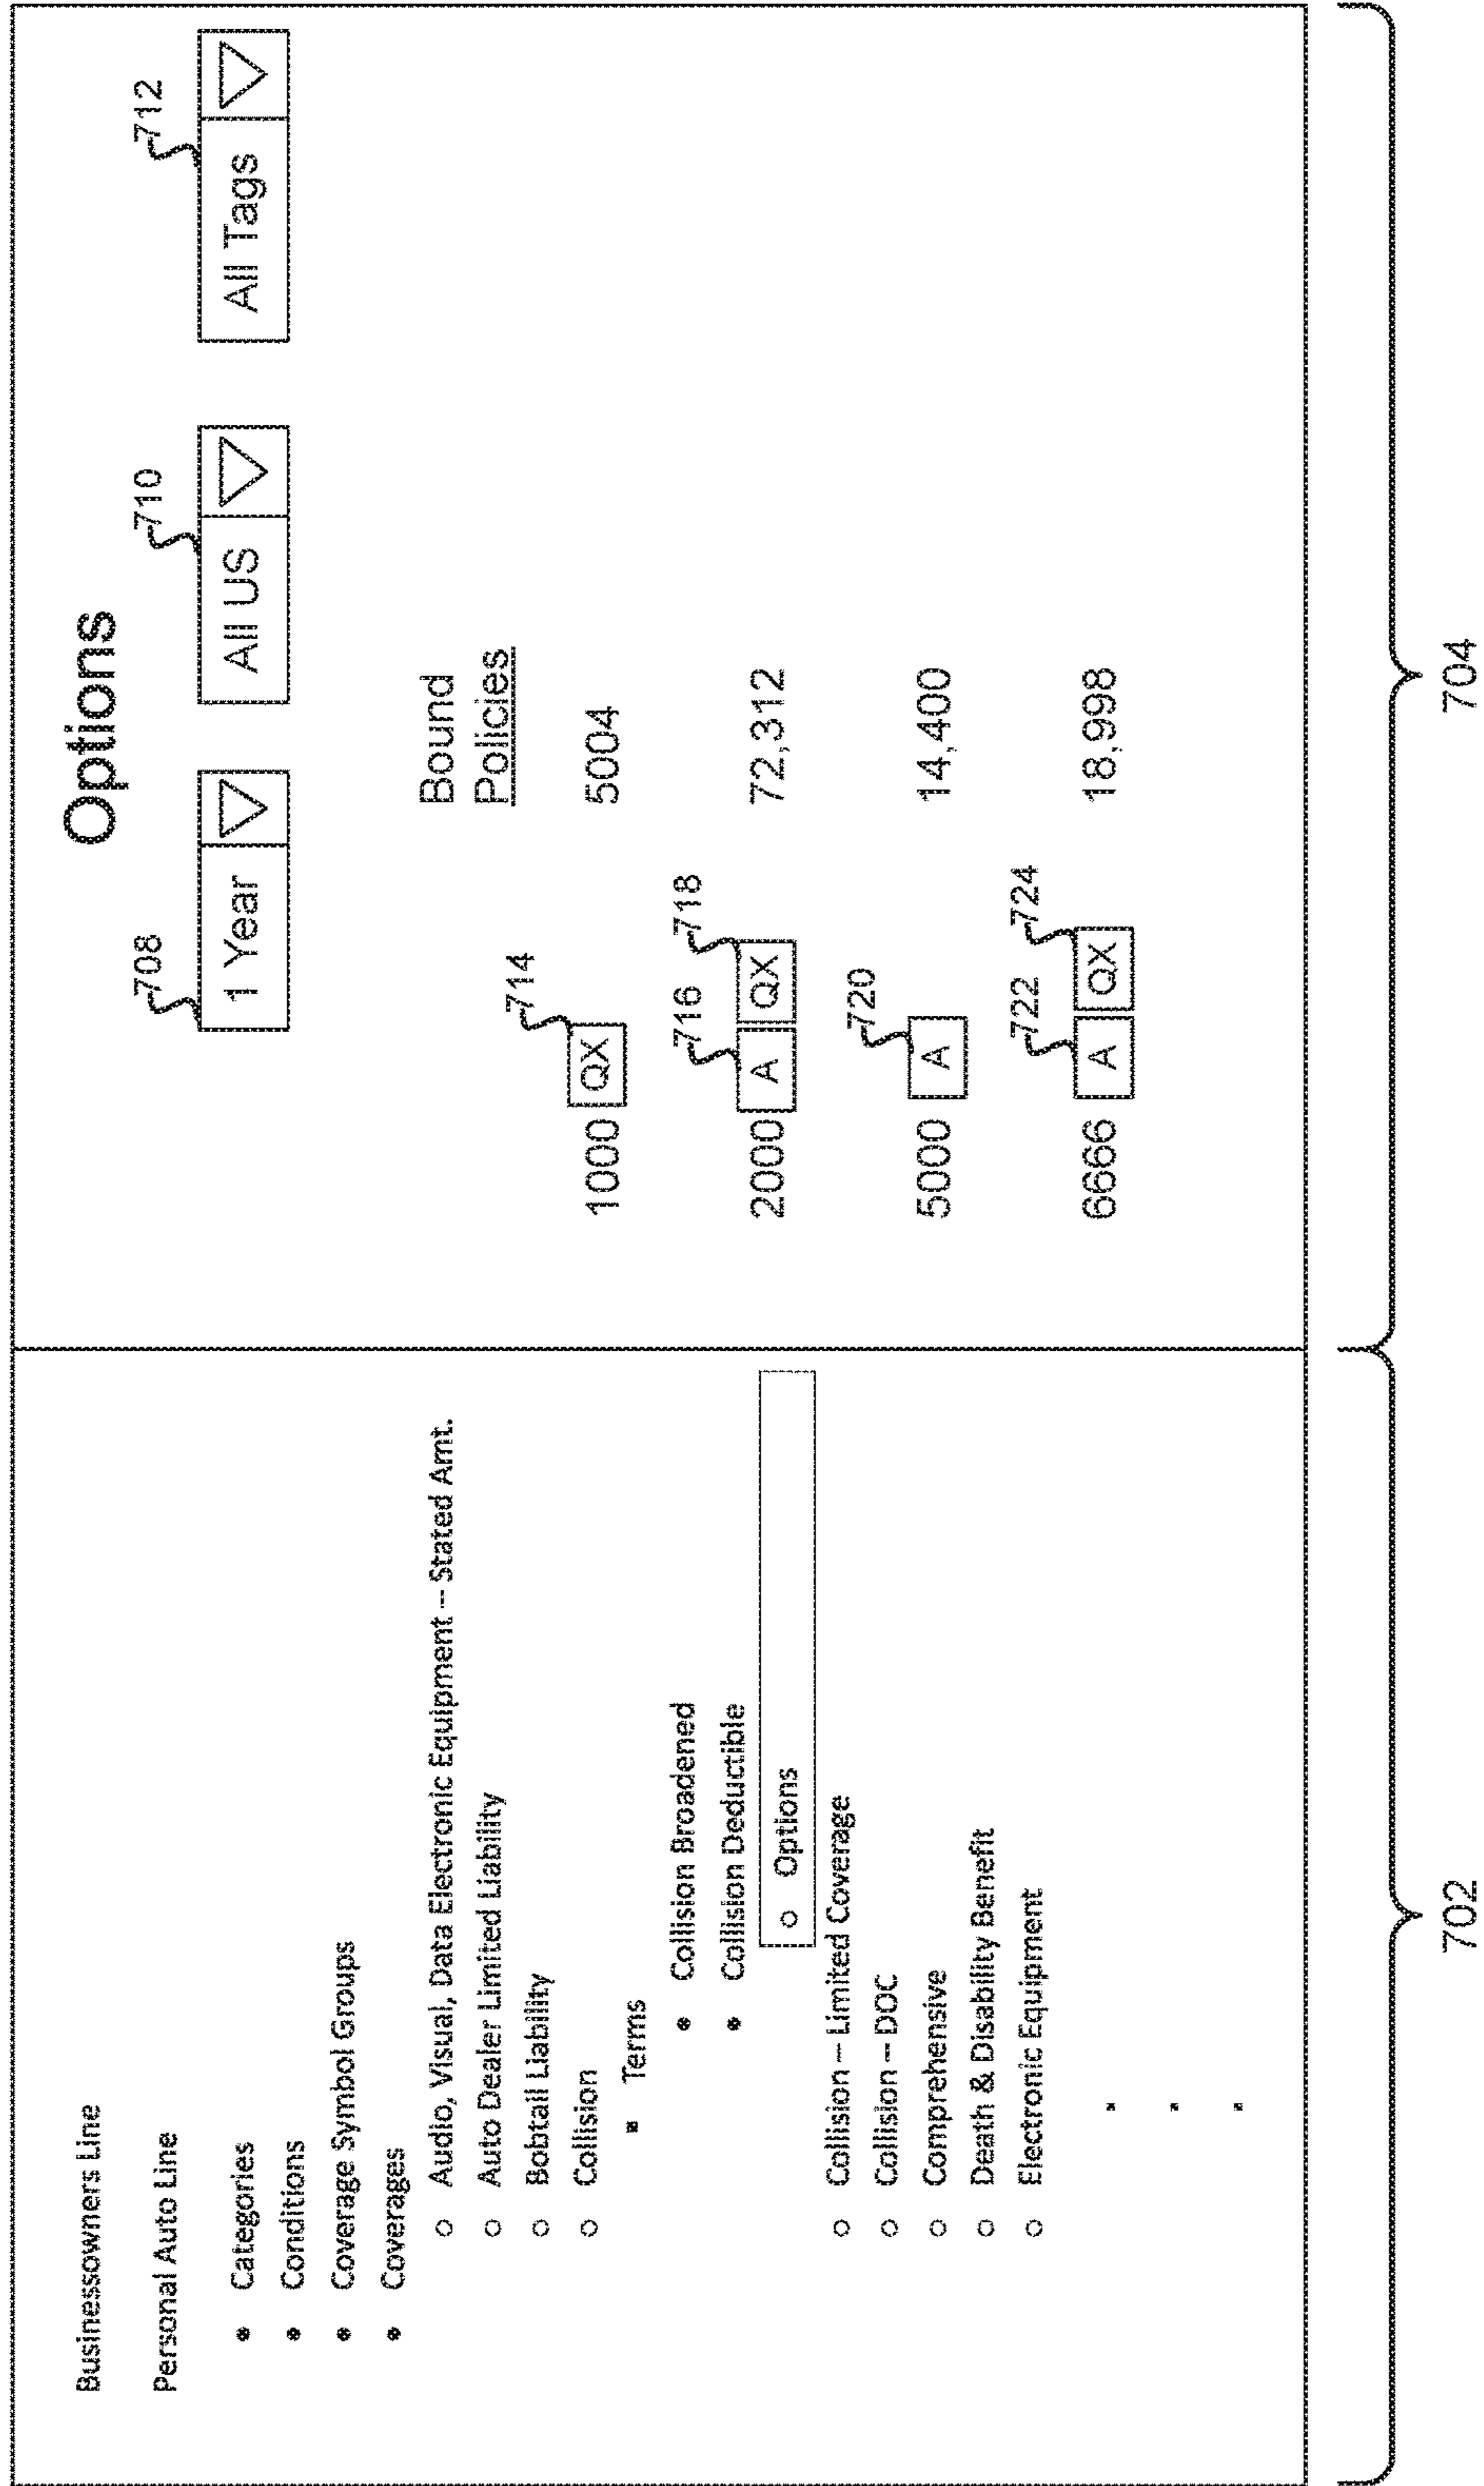 Businessowners Line
Personal Auto Line
• Categories
• Conditions
• Coverage Symbol Groups
• Coverages
○ Audio, Visual, Data Electronic Equipment – Stated Amt.
○ Auto Dealer Limited Liability
○ Bobtail Liability
○ Collision
▪ Terms
• Collision Broadened
• Collision Deductible
○ Options
○ Collision – Limited Coverage
○ Collision – DOC
○ Comprehensive
○ Death & Disability Benefit
○ Electronic Equipment
702
Options
708 710 712
1 Year All US All Tags
Bound
Policies
714
1000 QX 5004
716 718
2000 A QX 72,312
720
5000 A 14,400
722 724
6666 A QX 18,998
704